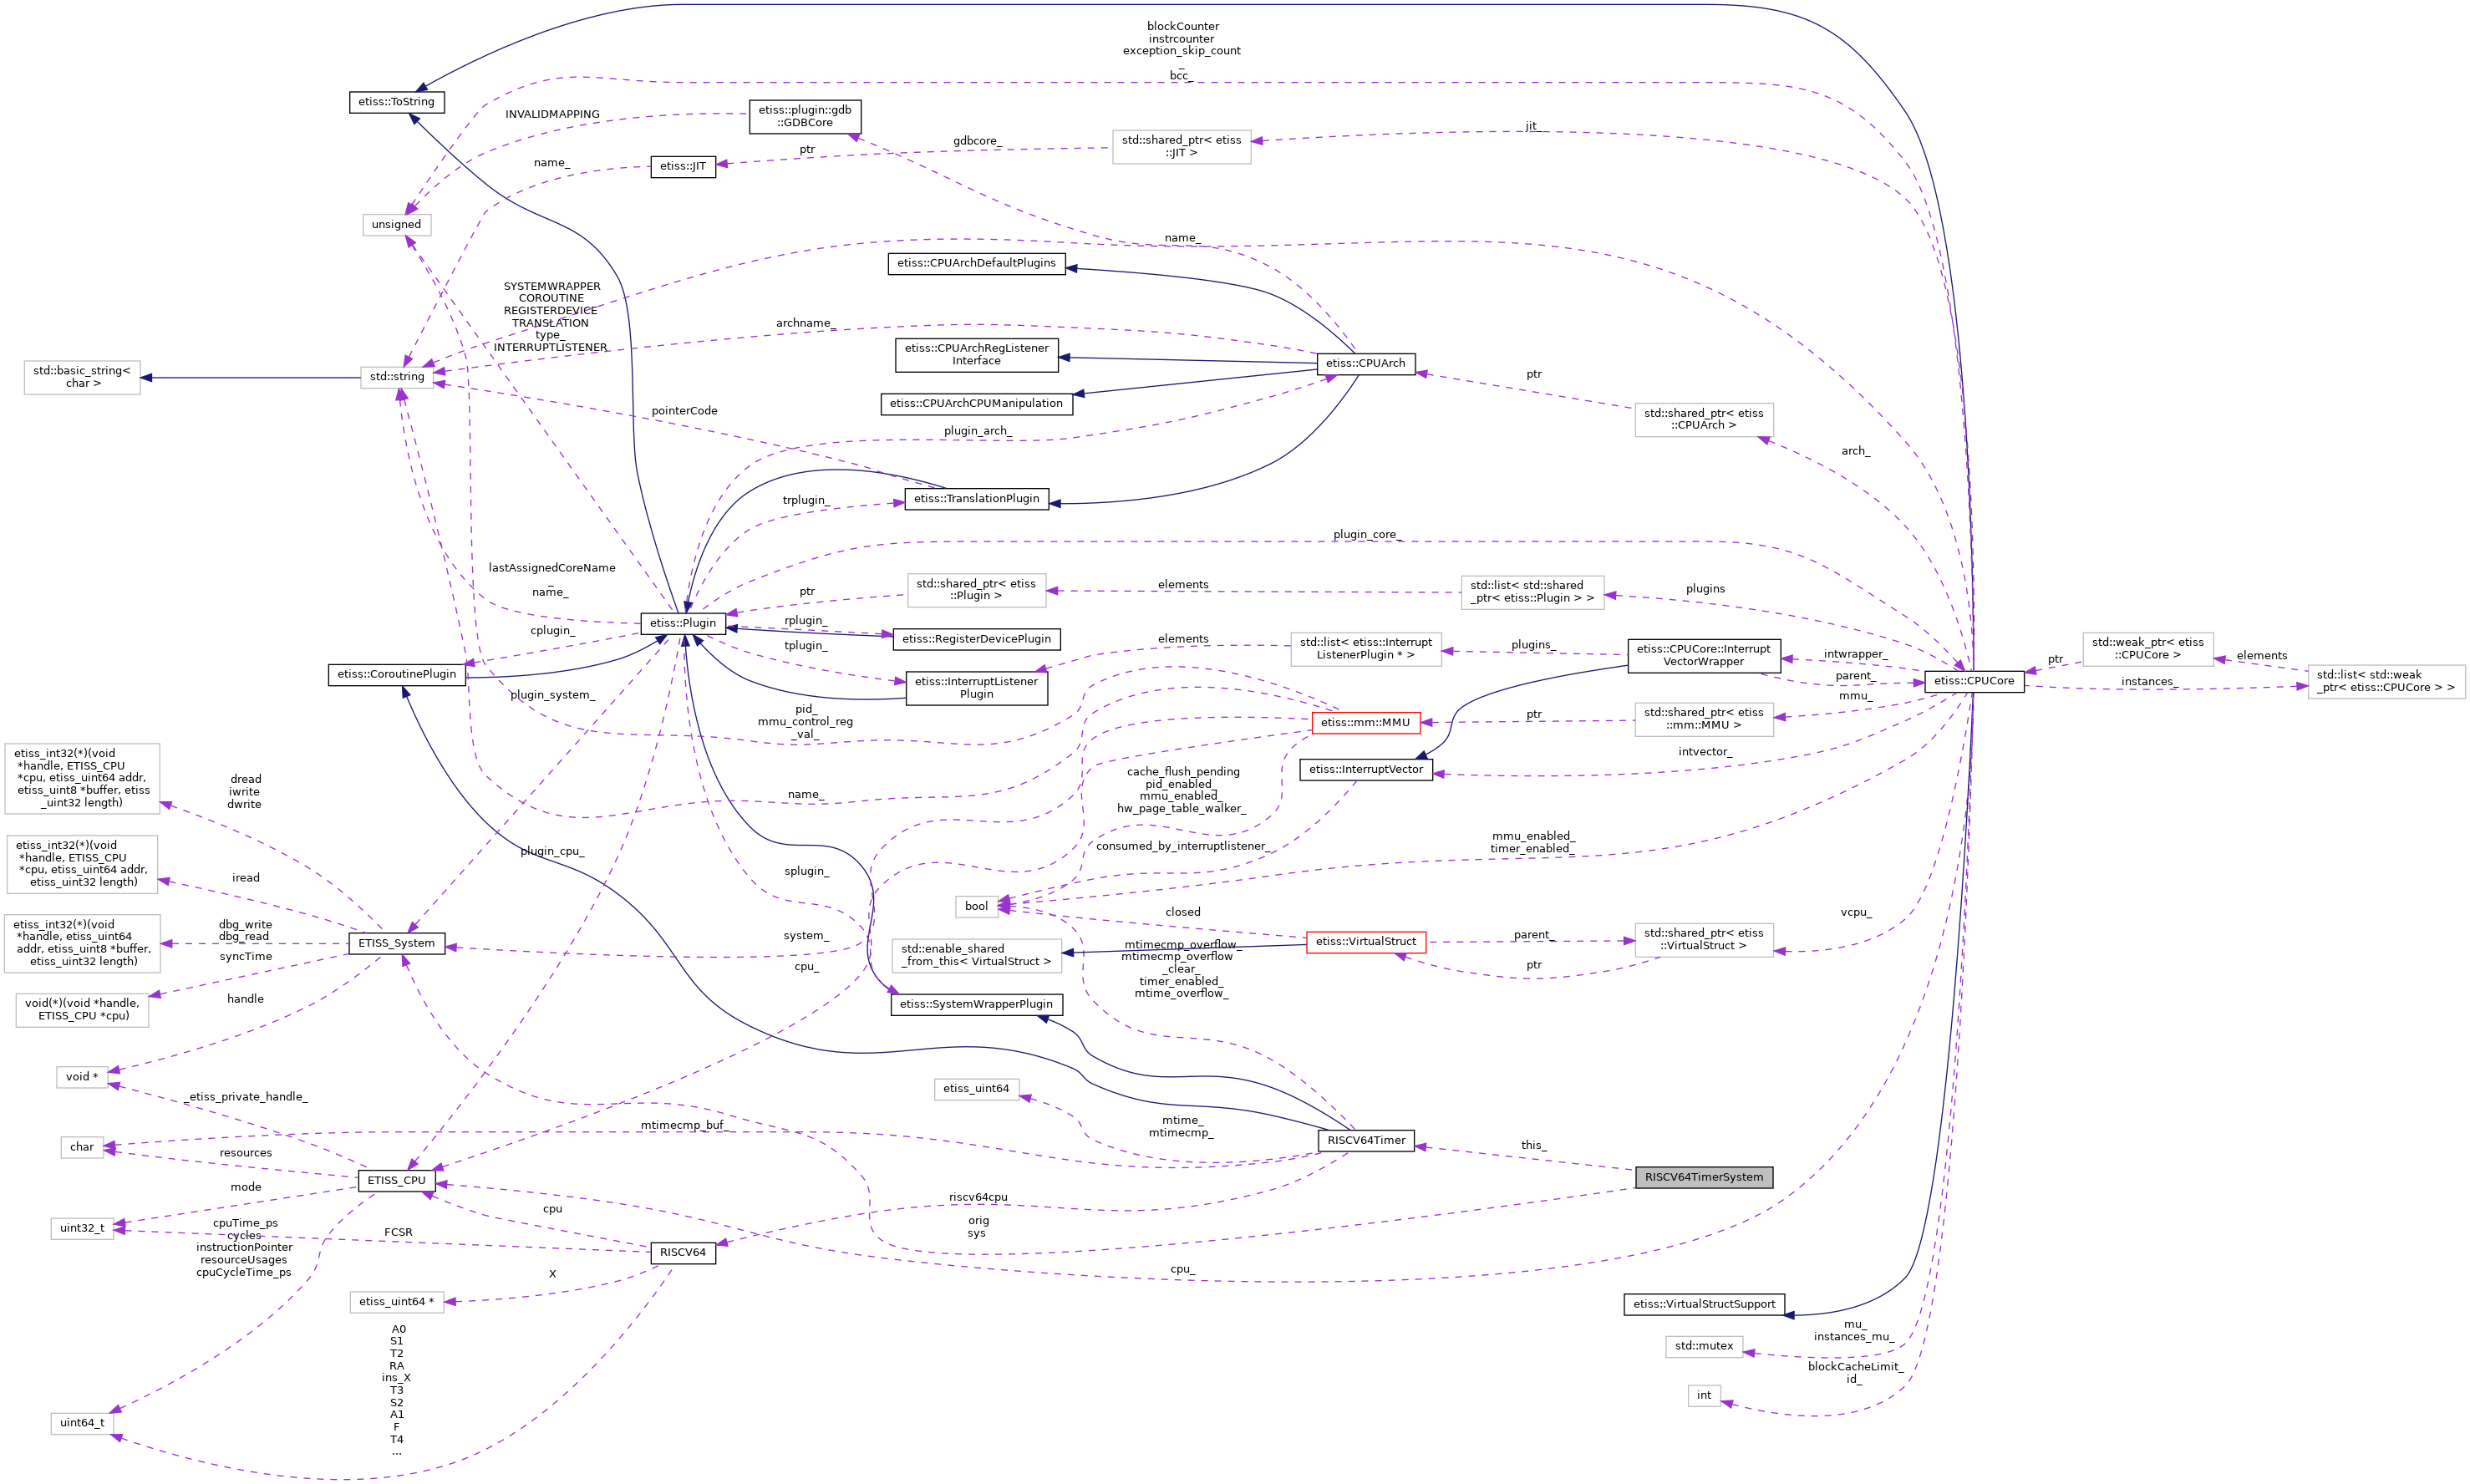 blockCounter
instrcounter
exception_skip_count
_
bcc_
etiss::ToString
etiss::plugin::gdb
::GDBCore
INVALIDMAPPING
gdbcore_
jit_
std::shared_ptr< etiss
::JIT >
ptr
name_
etiss::JIT
unsigned
name_
etiss::CPUArchDefaultPlugins
SYSTEMWRAPPER
COROUTINE
REGISTERDEVICE
TRANSLATION
type_
INTERRUPTLISTENER
archname_
etiss::CPUArchRegListener
Interface
etiss::CPUArch
std::basic_string<
char >
std::string
ptr
etiss::CPUArchCPUManipulation
pointerCode
std::shared_ptr< etiss
::CPUArch >
plugin_arch_
arch_
trplugin_
etiss::TranslationPlugin
plugin_core_
lastAssignedCoreName
_
name_
ptr
std::shared_ptr< etiss
::Plugin >
elements
std::list< std::shared
_ptr< etiss::Plugin > >
plugins
etiss::Plugin
rplugin_
etiss::RegisterDevicePlugin
cplugin_
tplugin_
elements
std::list< etiss::Interrupt
ListenerPlugin * >
plugins_
etiss::CPUCore::Interrupt
VectorWrapper
intwrapper_
parent_
ptr
std::weak_ptr< etiss
::CPUCore >
elements
etiss::CoroutinePlugin
etiss::InterruptListener
Plugin
etiss::CPUCore
instances_
std::list< std::weak
_ptr< etiss::CPUCore > >
plugin_system_
pid_
mmu_control_reg
_val_
etiss::mm::MMU
ptr
std::shared_ptr< etiss
::mm::MMU >
mmu_
intvector_
etiss_int32(*)(void
*handle, ETISS_CPU
*cpu, etiss_uint64 addr,
etiss_uint8 *buffer, etiss
_uint32 length)
dread
iwrite
dwrite
name_
cache_flush_pending
pid_enabled_
mmu_enabled_
hw_page_table_walker_
etiss::InterruptVector
etiss_int32(*)(void
*handle, ETISS_CPU
*cpu, etiss_uint64 addr,
etiss_uint32 length)
iread
plugin_cpu_
splugin_
consumed_by_interruptlistener_
mmu_enabled_
timer_enabled_
bool
closed
vcpu_
etiss_int32(*)(void
*handle, etiss_uint64
addr, etiss_uint8 *buffer,
etiss_uint32 length)
dbg_write
dbg_read
ETISS_System
system_
std::enable_shared
_from_this< VirtualStruct >
etiss::VirtualStruct
parent_
std::shared_ptr< etiss
::VirtualStruct >
ptr
syncTime
cpu_
mtimecmp_overflow_
mtimecmp_overflow
_clear_
timer_enabled_
mtime_overflow_
void(*)(void *handle,
ETISS_CPU *cpu)
handle
etiss::SystemWrapperPlugin
void *
_etiss_private_handle_
etiss_uint64
mtime_
mtimecmp_
mtimecmp_buf_
RISCV64Timer
this_
char
resources
RISCV64TimerSystem
ETISS_CPU
mode
uint32_t
cpu
riscv64cpu
orig
sys
cpuTime_ps
cycles
instructionPointer
resourceUsages
cpuCycleTime_ps
FCSR
RISCV64
cpu_
X
etiss_uint64 *
etiss::VirtualStructSupport
mu_
instances_mu_
std::mutex
A0
S1
T2
RA
ins_X
T3
S2
A1
F
T4
...
blockCacheLimit_
id_
int
uint64_t